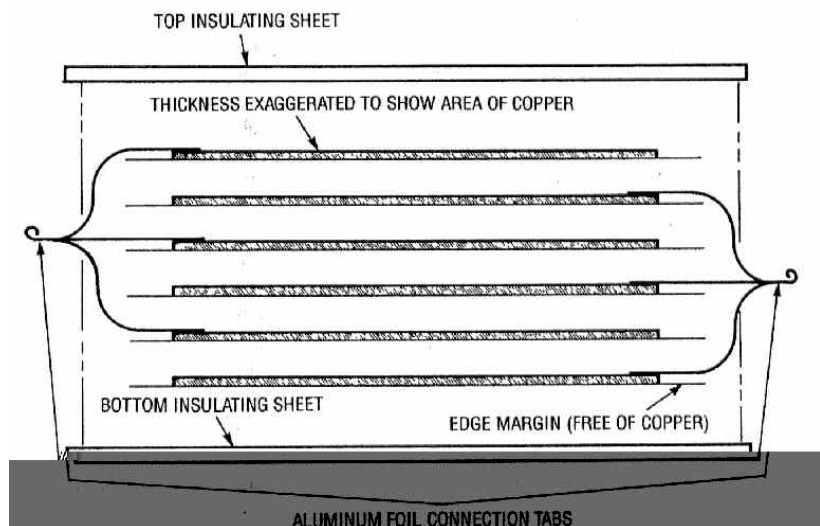 TOP INSULATING SHEET
THICKNESS EXAGGERATED TO SHOW AREA OF COPPER
BOTTOM INSULATING SHEET
EDGE MARGIN (FREE OF COPPER)
ALUMINUM FOIL CONNECTION TABS